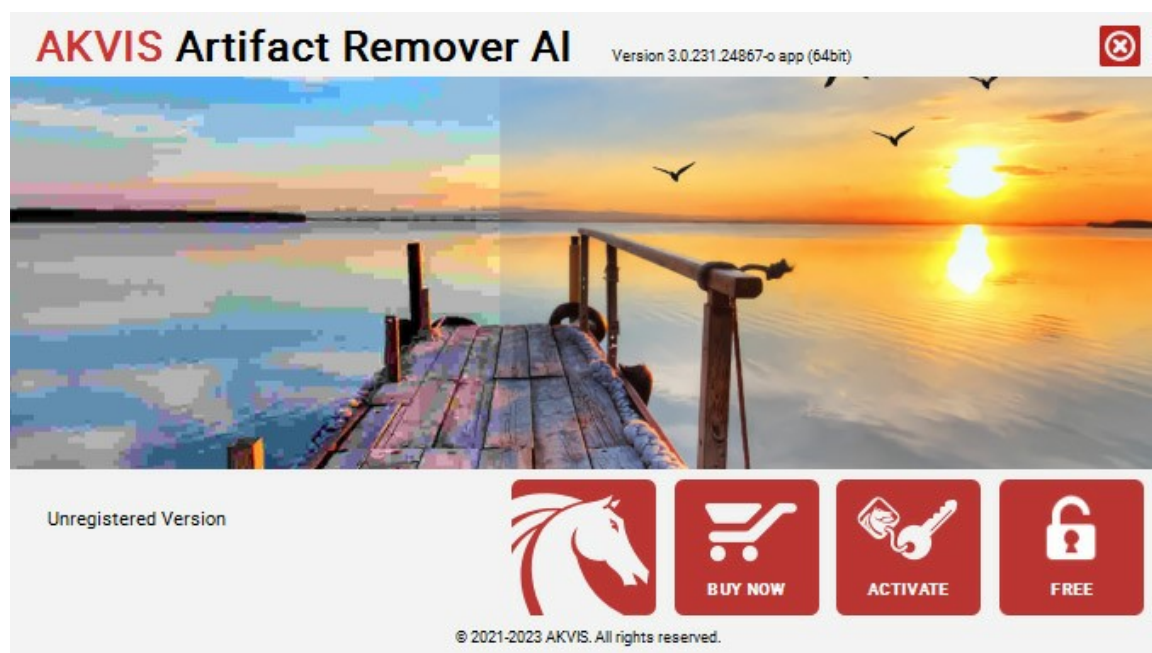 AKVIS Artifact Remover AI Version 3.0.231.24867-o app (64bit)
Unregistered Version
BUY NOW
ACTIVATE
FREE
© 2021-2023 AKVIS. All rights reserved.